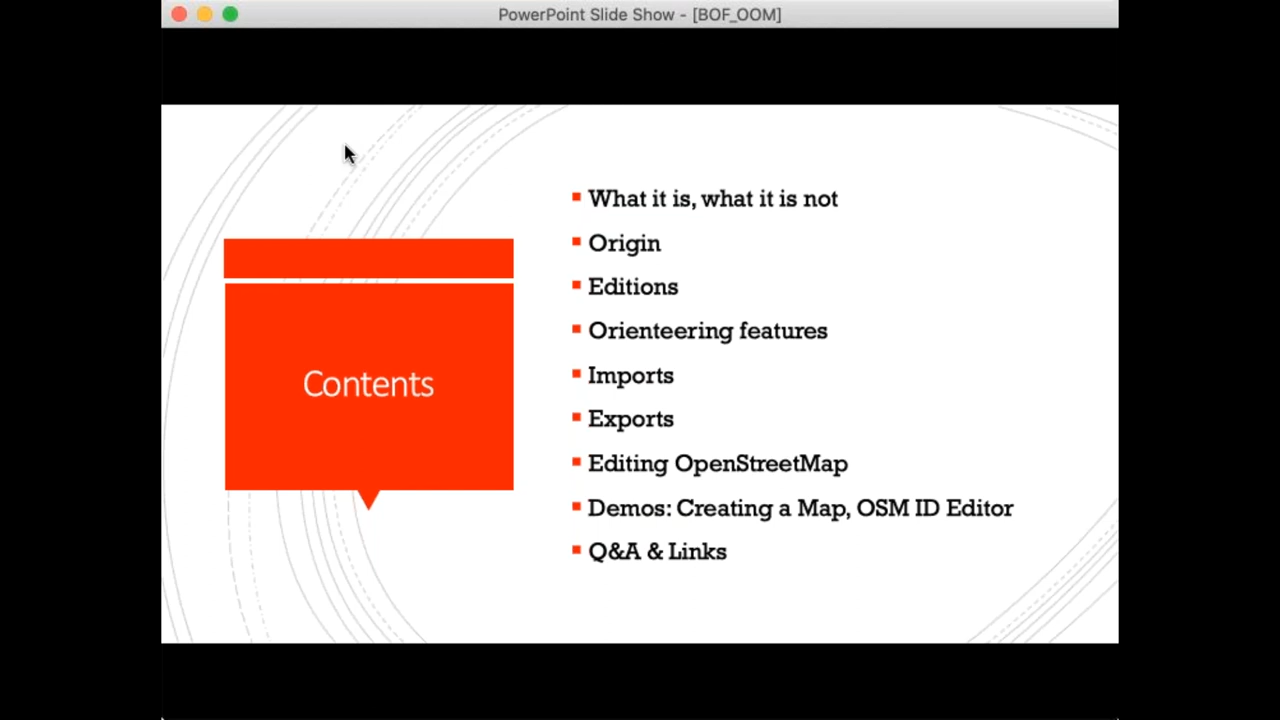 PowerPoint Slide Show - [BOF_OOM]
Contents
What it is, what it is not
Origin
Editions
Orienteering features
Imports
Exports
Editing OpenStreetMap
Demos: Creating a Map, OSM ID Editor
Q&A & Links